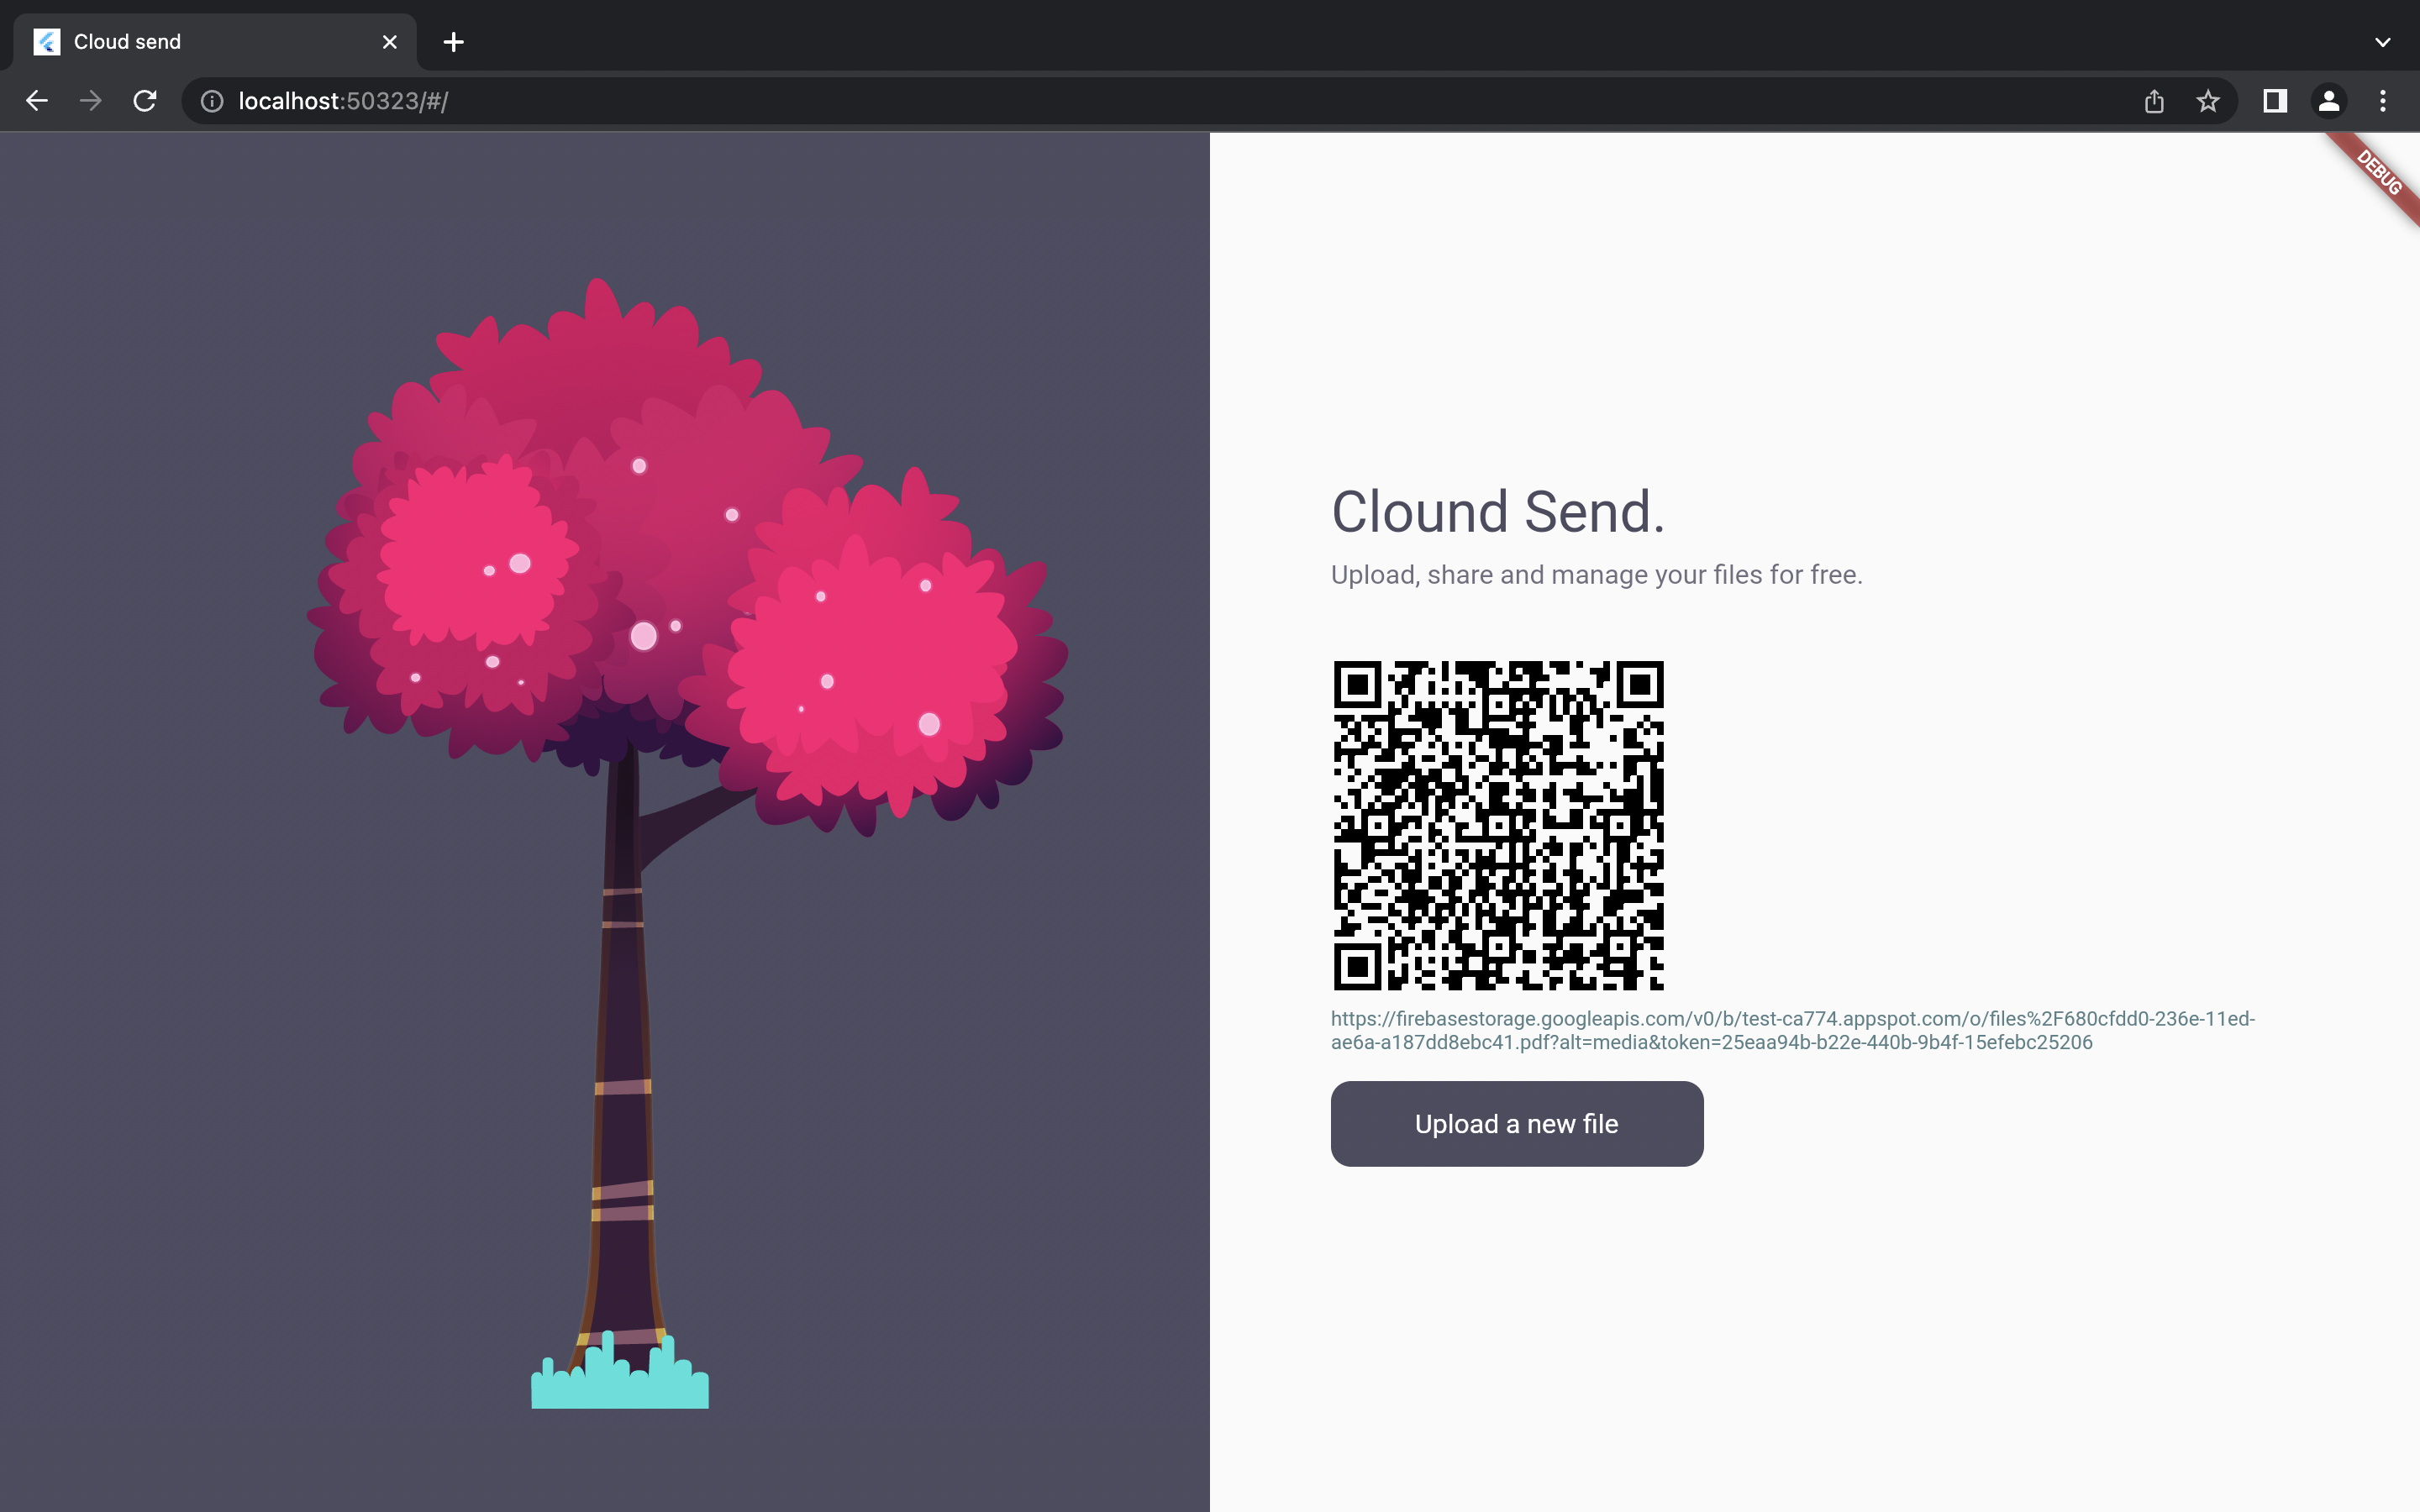 Cloud send
localhost:50323/#/
DEBUG
Clound Send.
Upload, share and manage your files for free.
https://firebasestorage.googleapis.com/v0/b/test-ca774.appspot.com/o/files%2F680cfdd0-236e-11ed-
ae6a-a187dd8ebc41.pdf?alt=media&token=25eaa94b-b22e-440b-9b4f-15efebc25206
Upload a new file